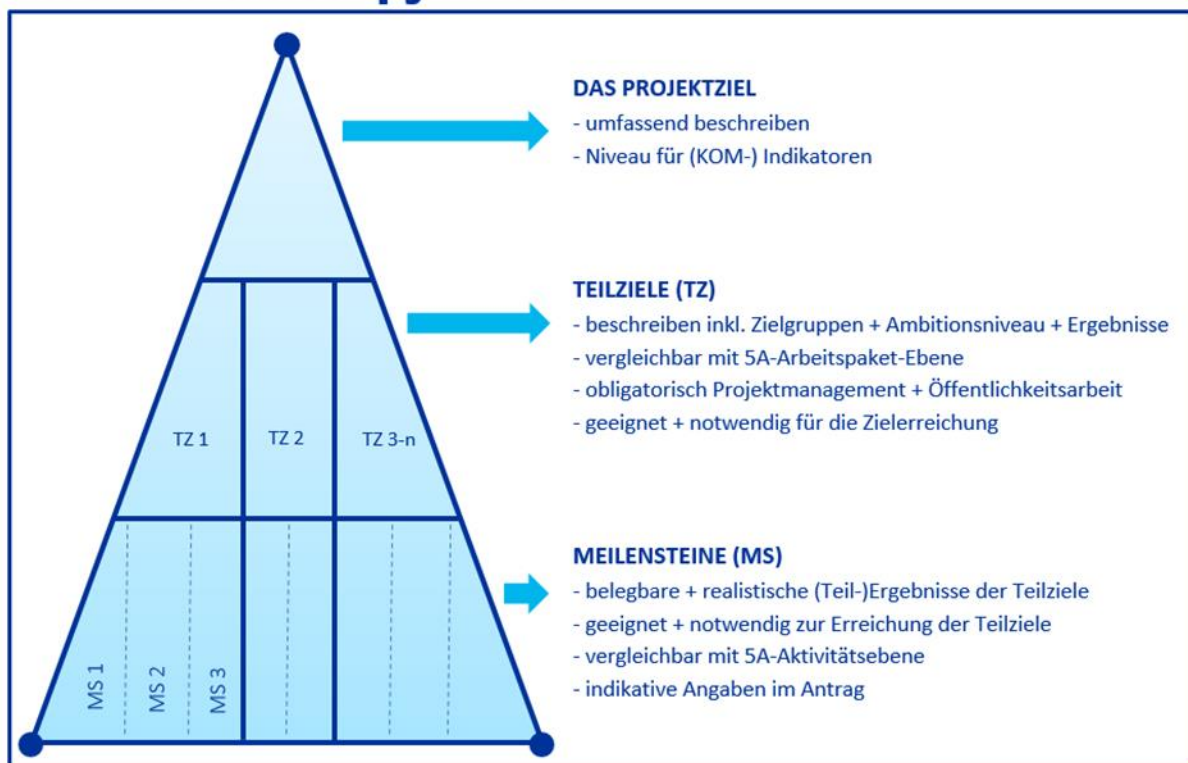 DAS PROJEKTZIEL
- umfassend beschreiben
- Niveau für (KOM-) Indikatoren
TEILZIELE (TZ)
- beschreiben inkl. Zielgruppen + Ambitionsniveau + Ergebnisse
- vergleichbar mit 5A-Arbeitspaket-Ebene
- obligatorisch Projektmanagement + Öffentlichkeitsarbeit
- geeignet + notwendig für die Zielerreichung
TZ 1
TZ 2
TZ 3-n
MEILENSTEINE (MS)
- belegbare + realistische (Teil-)Ergebnisse der Teilziele
- geeignet + notwendig zur Erreichung der Teilziele
- vergleichbar mit 5A-Aktivitätsebene
- indikative Angaben im Antrag
MS 1
MS 2
MS 3